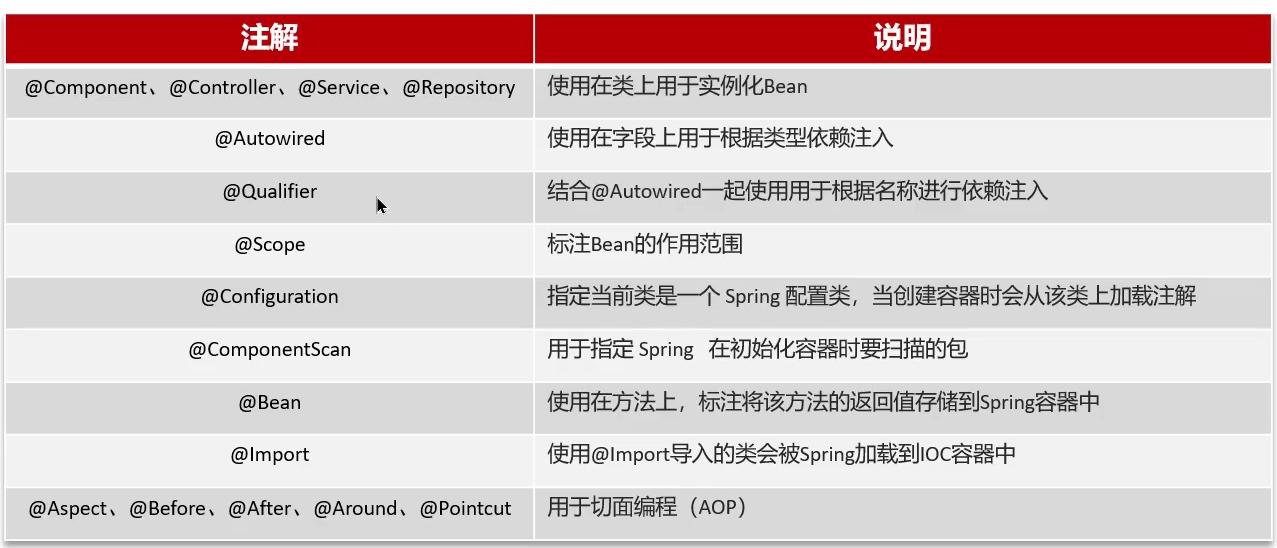 注解 说明
@Component、@Controller、@Service、@Repository 使用在类上用于实例化Bean
@Autowired 使用在字段上用于根据类型依赖注入
@Qualifier 结合@Autowired一起使用用于根据名称进行依赖注入
@Scope 标注Bean的作用范围
@Configuration 指定当前类是一个 Spring 配置类，当创建容器时会从该类上加载注解
@ComponentScan 用于指定 Spring 在初始化容器时要扫描的包
@Bean 使用在方法上，标注将该方法的返回值存储到Spring容器中
@Import 使用@Import导入的类会被Spring加载到IOC容器中
@Aspect、@Before、@After、@Around、@Pointcut 用于切面编程（AOP）